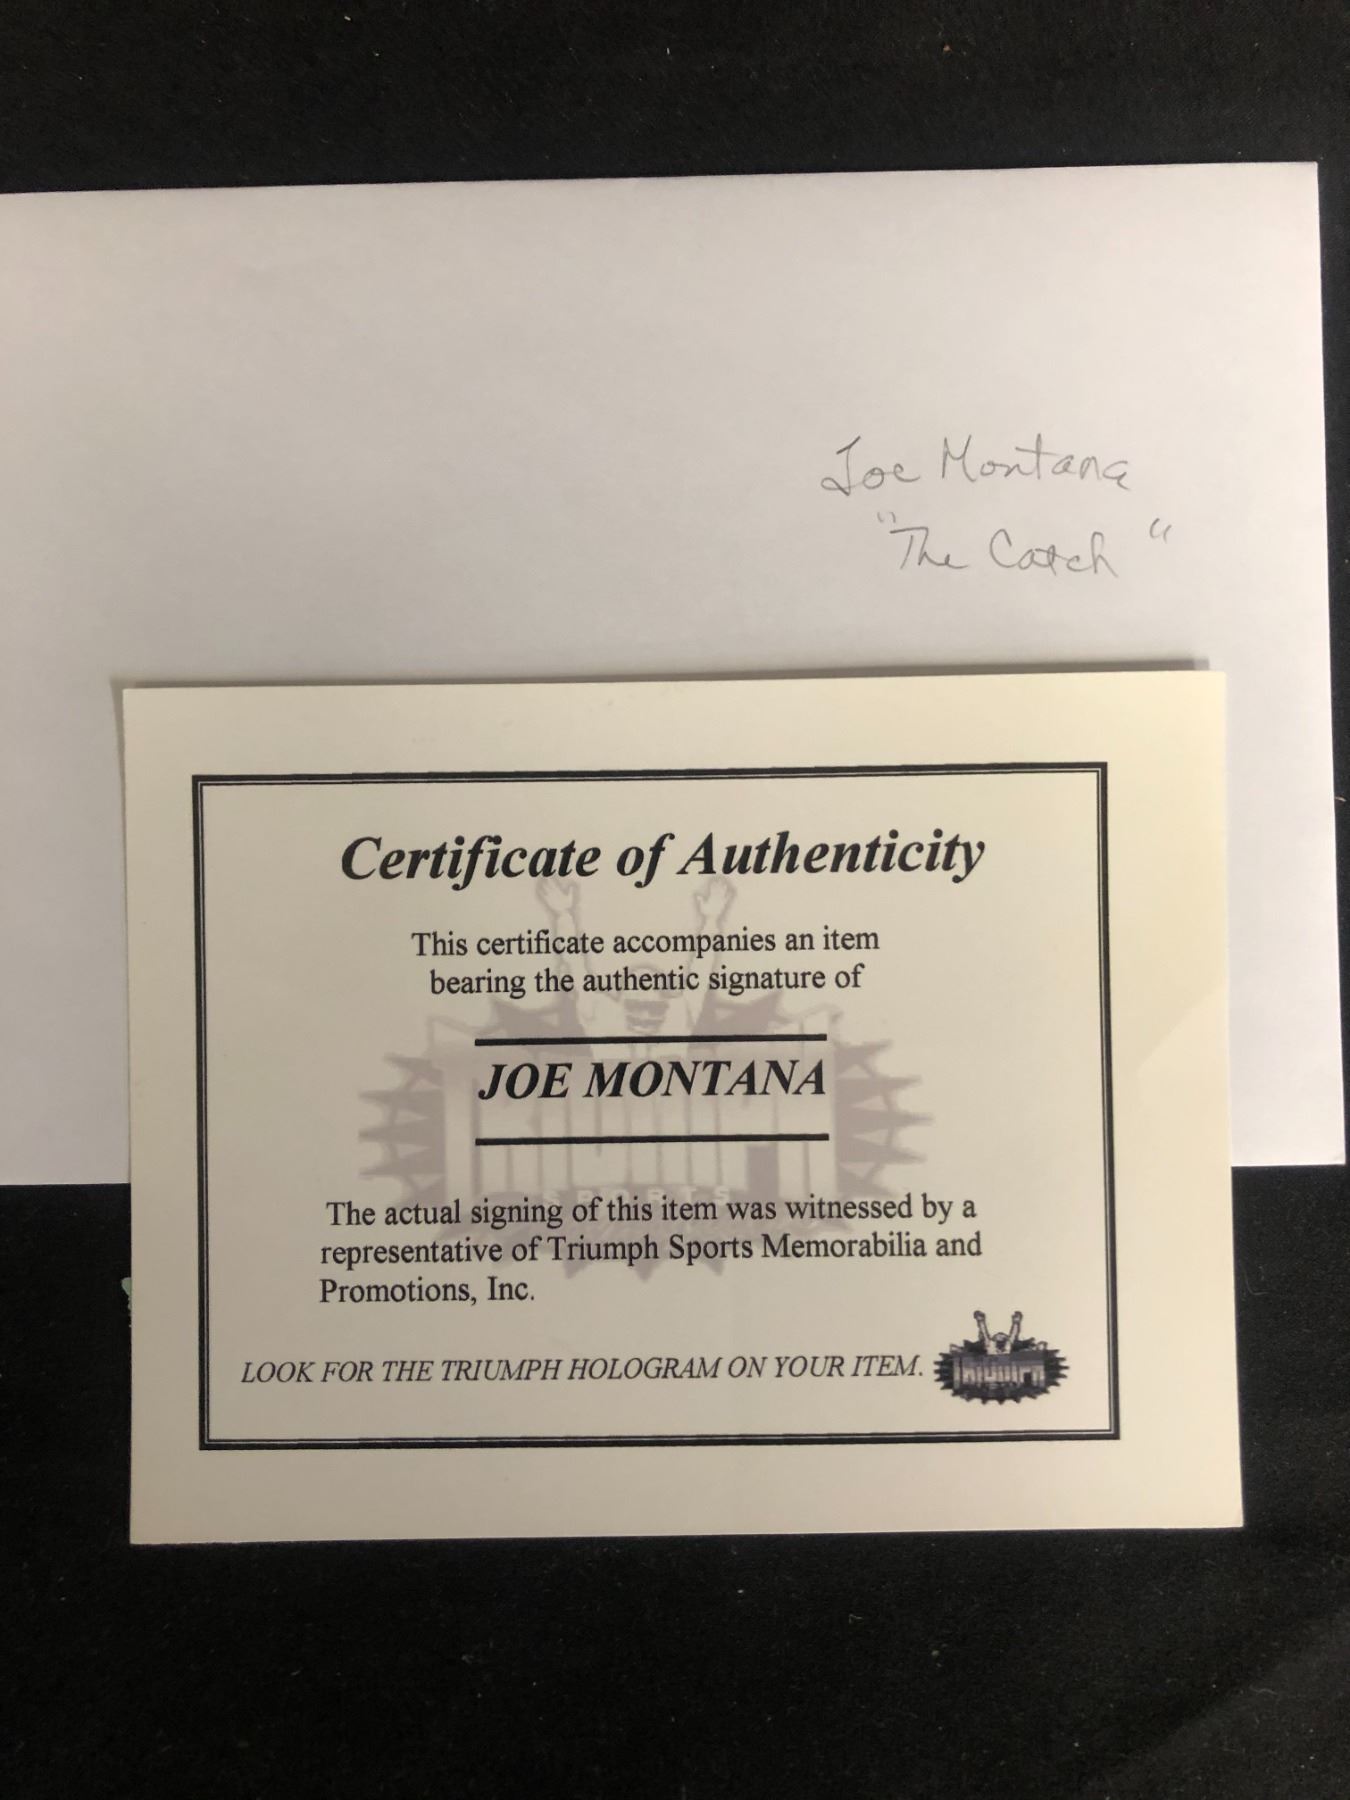 Joe Montana
"The Catch"
Certificate of Authenticity
This certificate accompanies an item
bearing the authentic signature of
JOE MONTANA
The actual signing of this item was witnessed by a
representative of Triumph Sports Memorabilia and
Promotions, Inc.
LOOK FOR THE TRIUMPH HOLOGRAM ON YOUR ITEM.
TRIUMPH
SPORTS